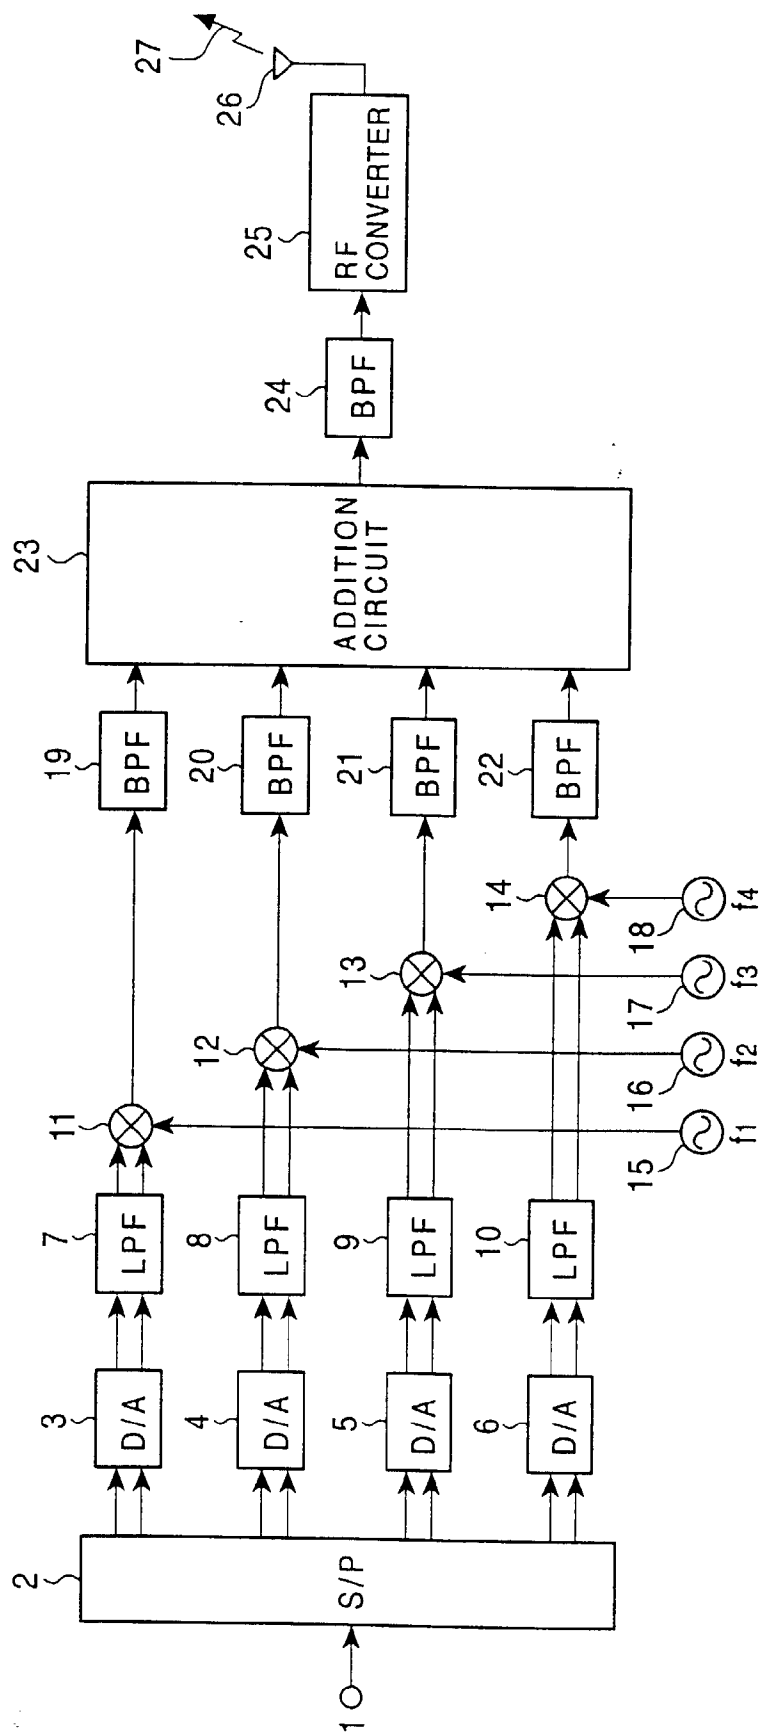 1
2
S/P
3
D/A
4
D/A
5
D/A
6
D/A
7
LPF
8
LPF
9
LPF
10
LPF
11
12
13
14
15
f1
16
f2
17
f3
18
f4
19
BPF
20
BPF
21
BPF
22
BPF
23
ADDITION
CIRCUIT
24
BPF
25
RF
CONVERTER
26
27